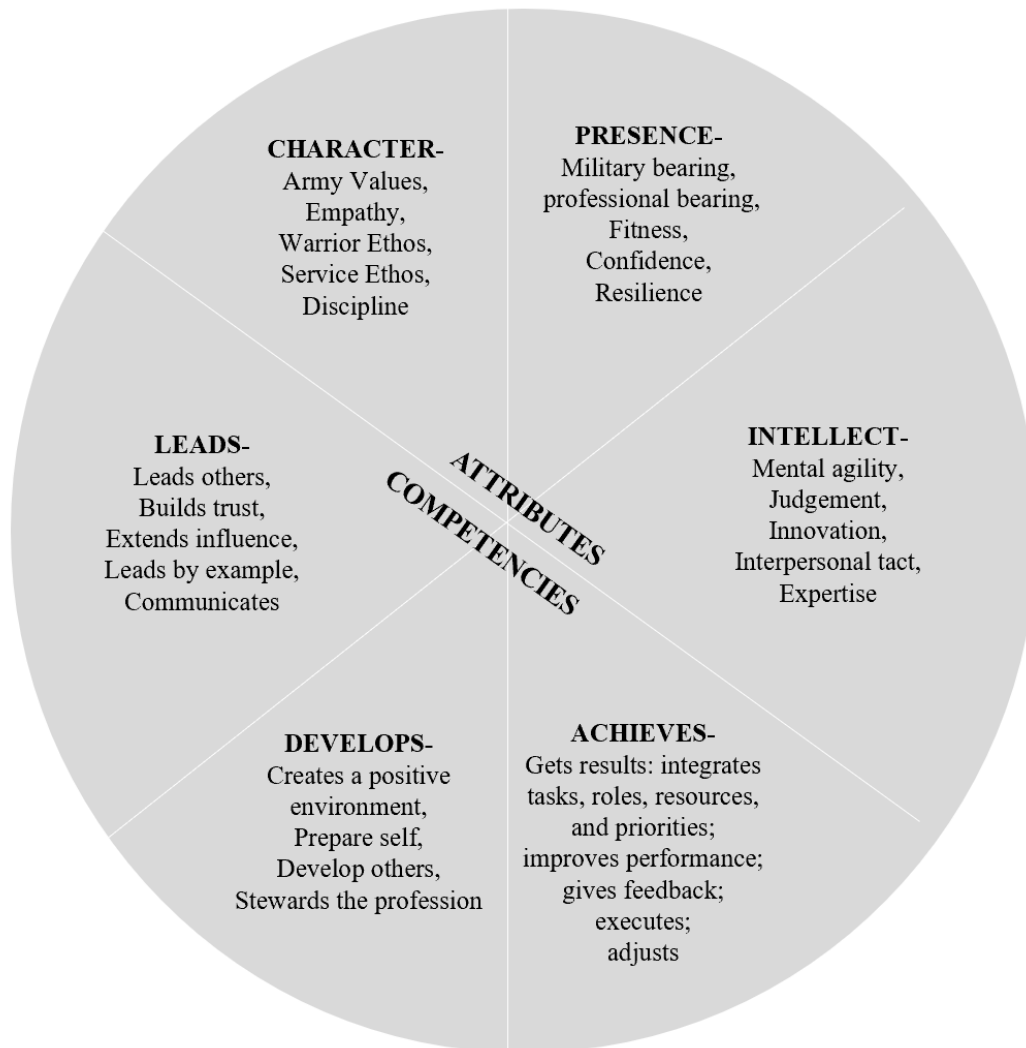 CHARACTER-
Army Values,
Empathy,
Warrior Ethos,
Service Ethos,
Discipline
PRESENCE-
Military bearing,
professional bearing,
Fitness,
Confidence,
Resilience
LEADS-
Leads others,
Builds trust,
Extends influence,
Leads by example,
Communicates
ATTRIBUTES
COMPETENCIES
INTELLECT-
Mental agility,
Judgement,
Innovation,
Interpersonal tact,
Expertise
DEVELOPS-
Creates a positive
environment,
Prepare self,
Develop others,
Stewards the profession
ACHIEVES-
Gets results: integrates
tasks, roles, resources,
and priorities;
improves performance;
gives feedback;
executes;
adjusts